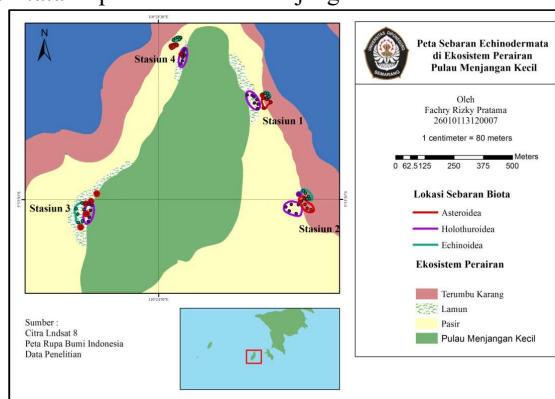 Peta Sebaran Echinodermata
di Ekosistem Perairan
Pulau Menjangan Kecil
Oleh
Fachry Rizky Pratama
26010113120007
1 centimeter = 80 meters
Meters
0 62.5 125 250 375 500
Lokasi Sebaran Biota
Asteroidea
Holothuroidea
Echinoidea
Ekosistem Perairan
Terumbu Karang
Lamun
Pasir
Pulau Menjangan Kecil
N
Stasiun 4
Stasiun 1
Stasiun 3
Stasiun 2
Sumber :
Citra Lndsat 8
Peta Rupa Bumi Indonesia
Data Penelitian